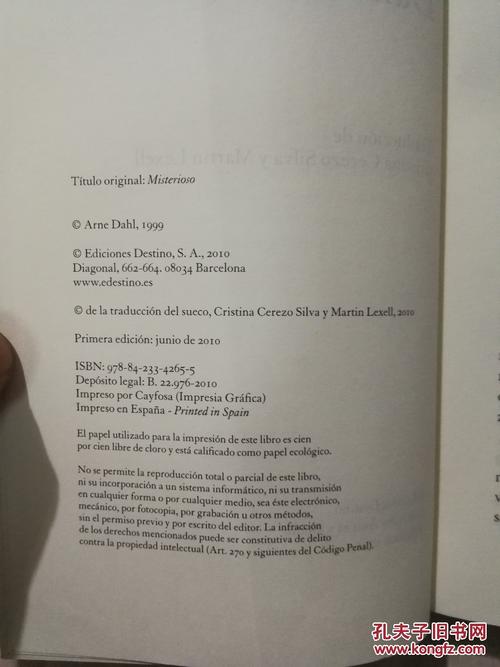 Título original: Misterioso
© Arne Dahl, 1999
© Ediciones Destino, S. A., 2010
Diagonal, 662-664. 08034 Barcelona
www.edestino.es
© de la traducción del sueco, Cristina Cerezo Silva y Martin Lexell, 2010
Primera edición: junio de 2010
ISBN: 978-84-233-4265-5
Depósito legal: B. 22.976-2010
Impreso por Cayfosa (Impresia Gráfica)
Impreso en España - Printed in Spain
El papel utilizado para la impresión de este libro es cien
por cien libre de cloro y está calificado como papel ecológico.
No se permite la reproducción total o parcial de este libro,
ni su incorporación a un sistema informático, ni su transmisión
en cualquier forma o por cualquier medio, sea éste electrónico,
mecánico, por fotocopia, por grabación u otros métodos,
sin el permiso previo y por escrito del editor. La infracción
de los derechos mencionados puede ser constitutiva de delito
contra la propiedad intelectual (Art. 270 y siguientes del Código Penal).
孔夫子旧书网
www.kongfz.com